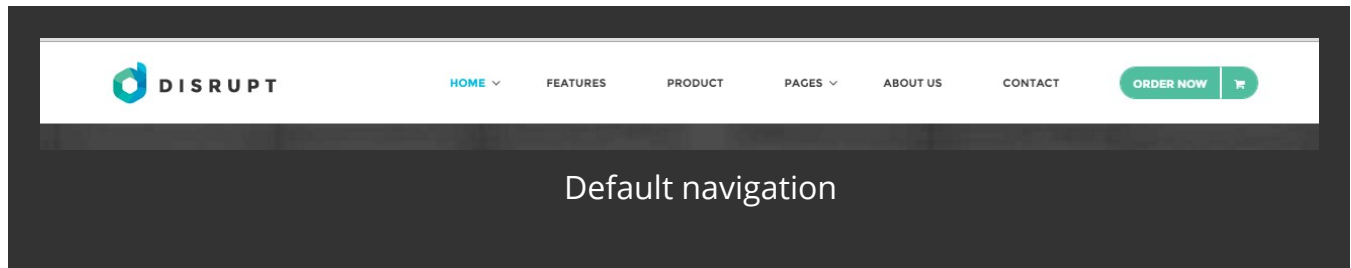 DISRUPT HOME FEATURES PRODUCT PAGES ABOUT US CONTACT ORDER NOW
Default navigation